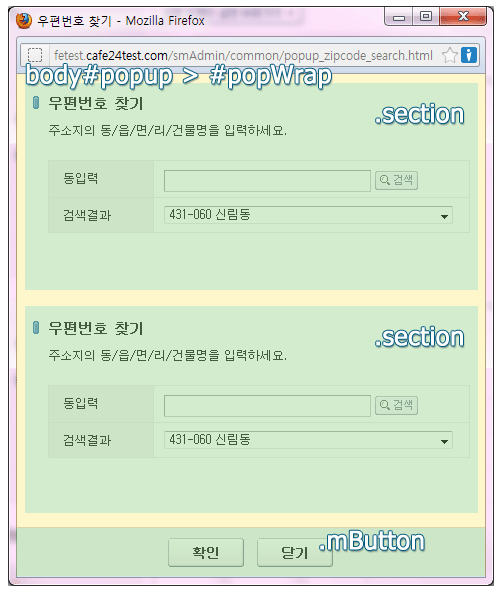 우편번호 찾기 - Mozilla Firefox
fetest.cafe24test.com/smAdmin/common/popup_zipcode_search.html
body#popup > #popWrap
우편번호 찾기
.section
주소지의 동/읍/면/리/건물명을 입력하세요.
동입력 검색
검색결과 431-060 신림동
우편번호 찾기
.section
주소지의 동/읍/면/리/건물명을 입력하세요.
동입력 검색
검색결과 431-060 신림동
확인 닫기 .mButton